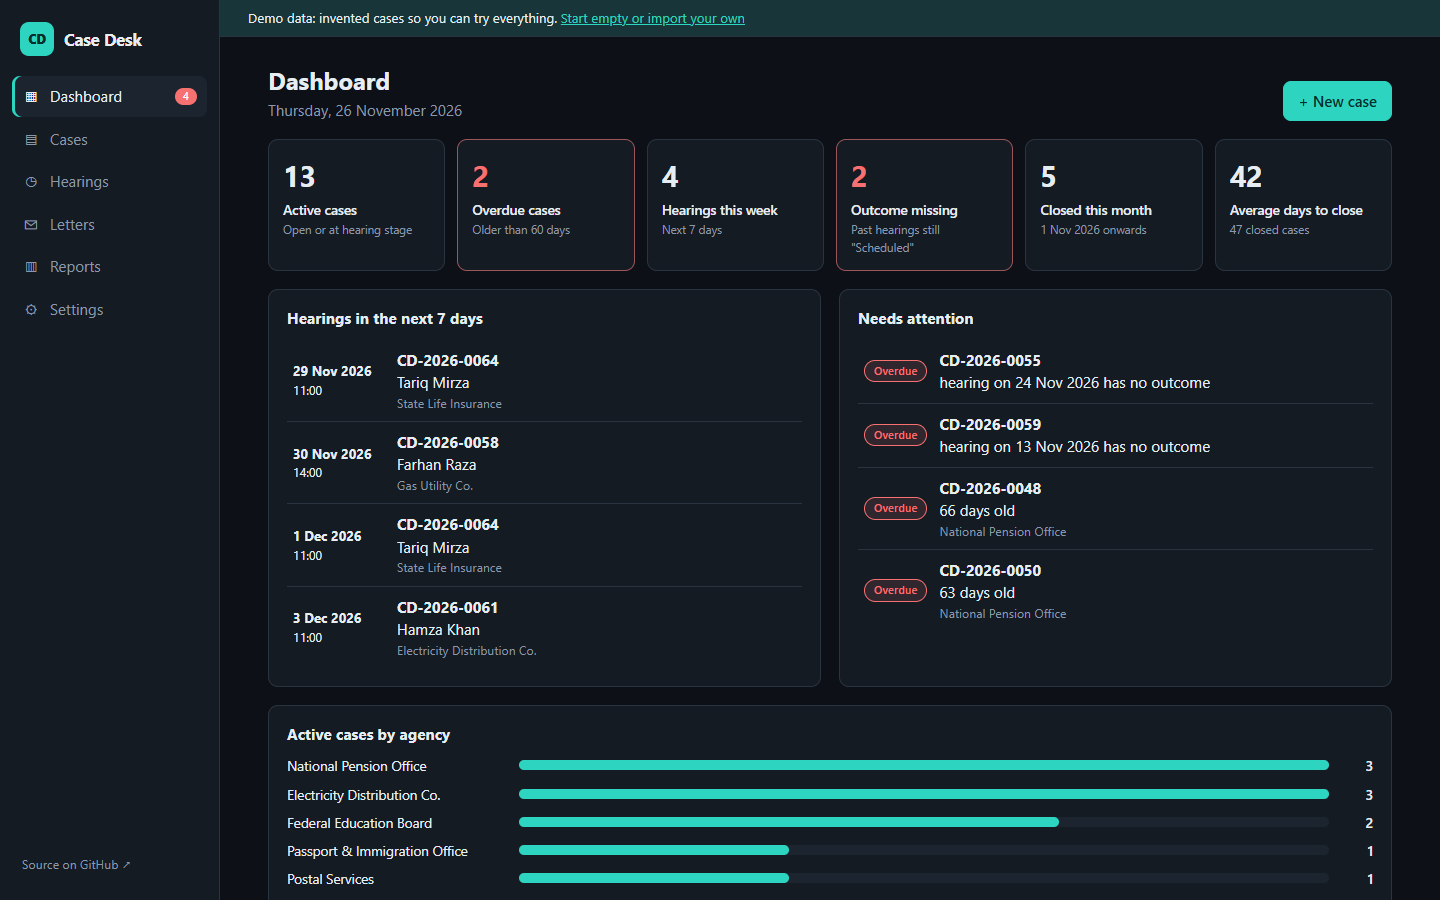 CD Case Desk
Dashboard 4
Cases
Hearings
Letters
Reports
Settings
Source on GitHub ↗
Demo data: invented cases so you can try everything. Start empty or import your own
Dashboard
Thursday, 26 November 2026
+ New case
13
Active cases
Open or at hearing stage
2
Overdue cases
Older than 60 days
4
Hearings this week
Next 7 days
2
Outcome missing
Past hearings still
"Scheduled"
5
Closed this month
1 Nov 2026 onwards
42
Average days to close
47 closed cases
Hearings in the next 7 days
29 Nov 2026
11:00
CD-2026-0064
Tariq Mirza
State Life Insurance
30 Nov 2026
14:00
CD-2026-0058
Farhan Raza
Gas Utility Co.
1 Dec 2026
11:00
CD-2026-0064
Tariq Mirza
State Life Insurance
3 Dec 2026
11:00
CD-2026-0061
Hamza Khan
Electricity Distribution Co.
Needs attention
Overdue
CD-2026-0055
hearing on 24 Nov 2026 has no outcome
Overdue
CD-2026-0059
hearing on 13 Nov 2026 has no outcome
Overdue
CD-2026-0048
66 days old
National Pension Office
Overdue
CD-2026-0050
63 days old
National Pension Office
Active cases by agency
National Pension Office 3
Electricity Distribution Co. 3
Federal Education Board 2
Passport & Immigration Office 1
Postal Services 1